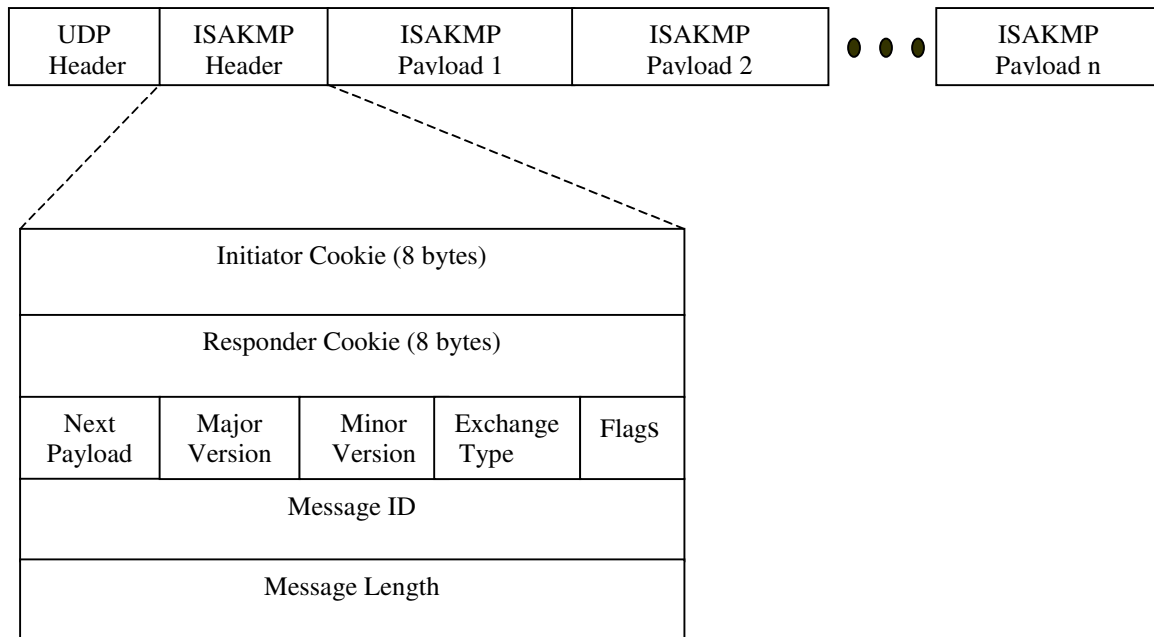 UDP
Header
ISAKMP
Header
ISAKMP
Payload 1
ISAKMP
Payload 2
ISAKMP
Payload n
Initiator Cookie (8 bytes)
Responder Cookie (8 bytes)
Next
Payload
Major
Version
Minor
Version
Exchange
Type
Flags
Message ID
Message Length